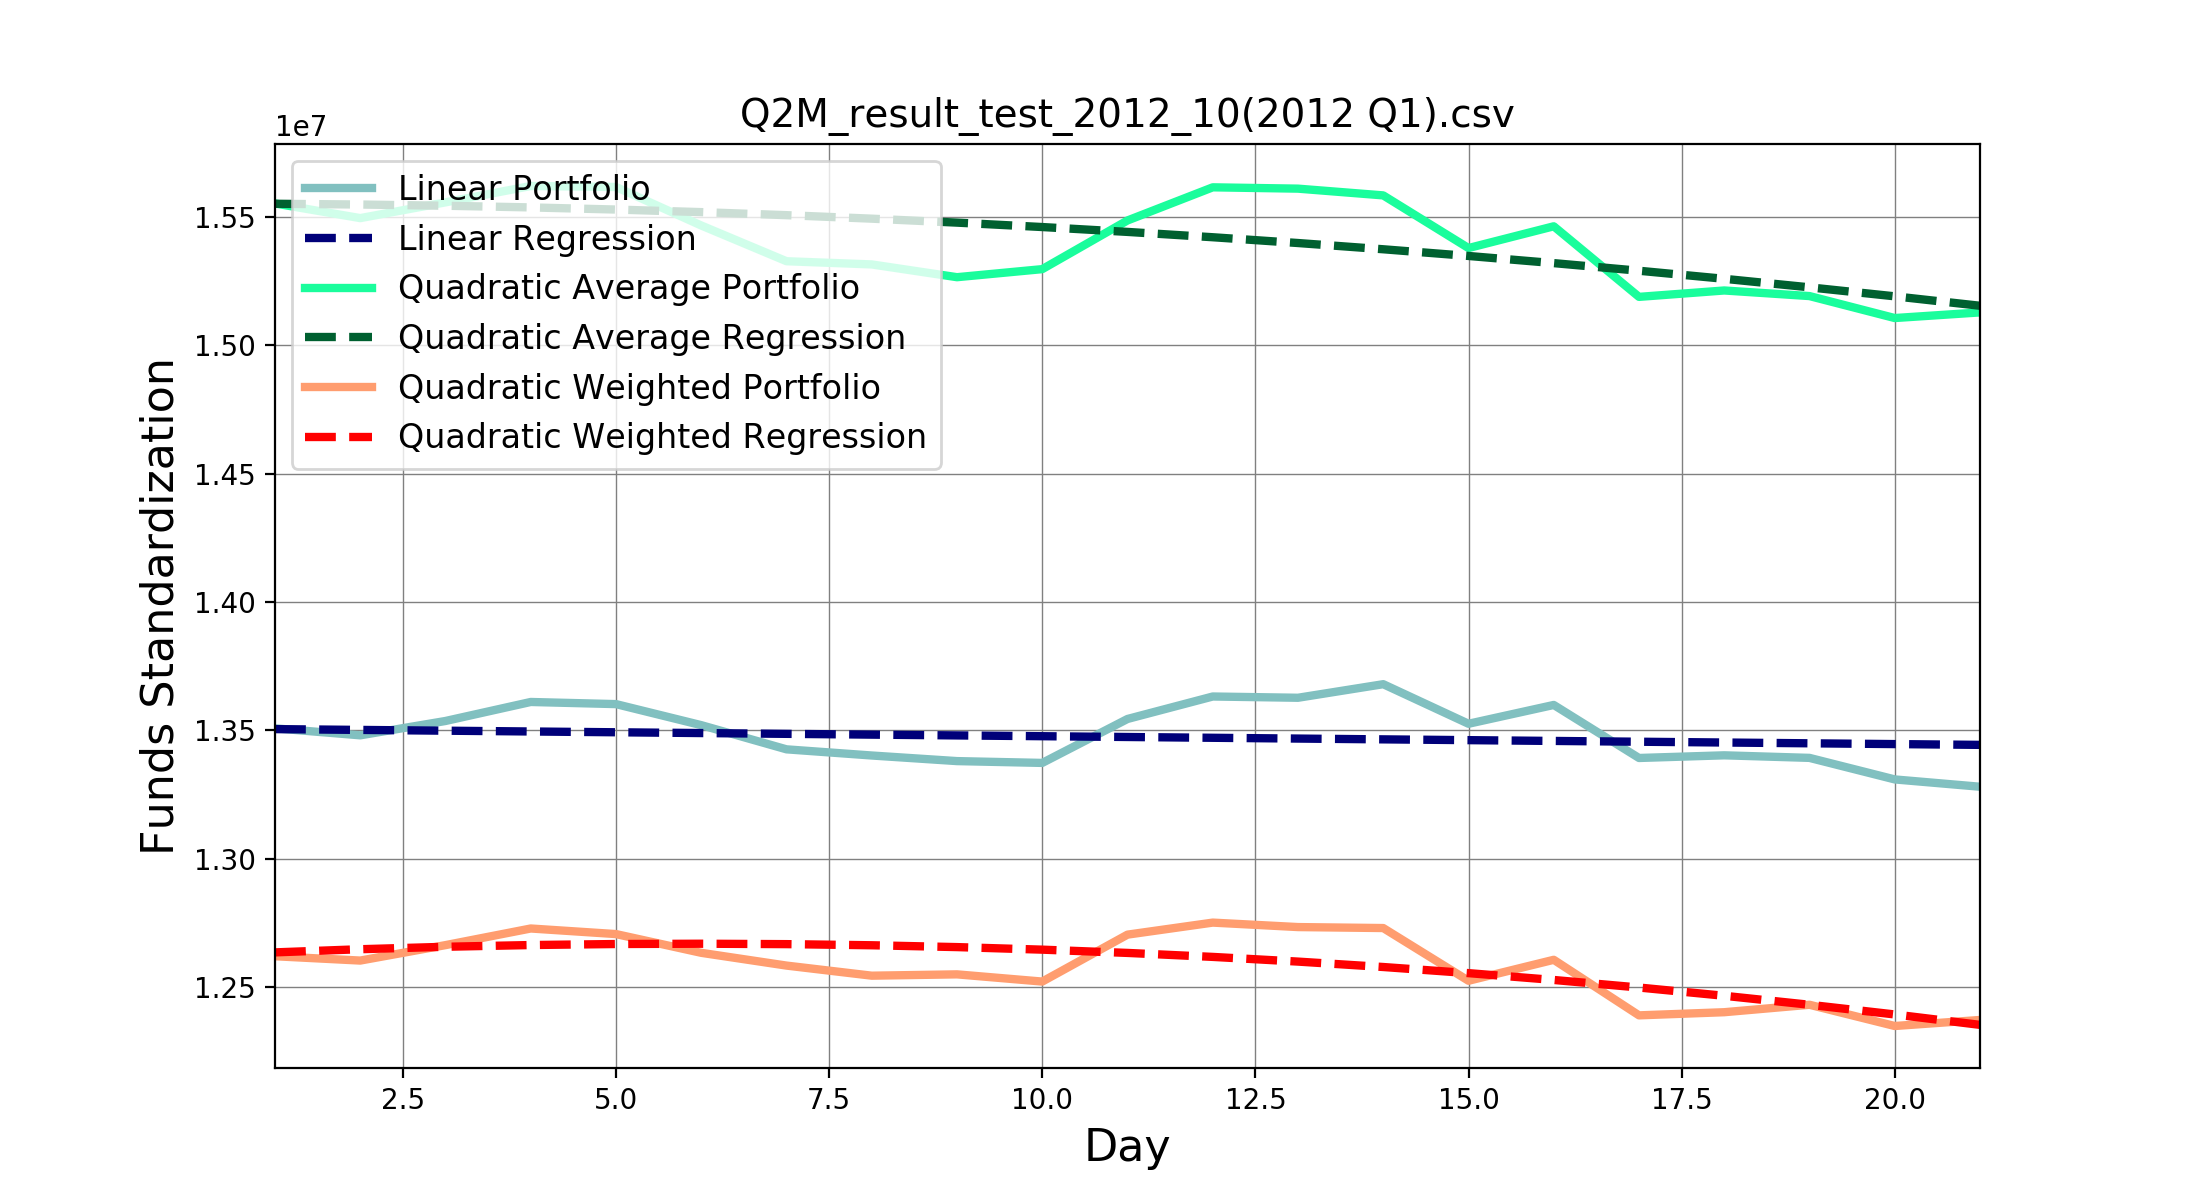 Q2M_result_test_2012_10(2012 Q1).csv
1e7
Linear Portfolio
Linear Regression
Quadratic Average Portfolio
Quadratic Average Regression
Quadratic Weighted Portfolio
Quadratic Weighted Regression
1.55
1.50
1.45
1.40
1.35
1.30
1.25
Funds Standardization
2.5 5.0 7.5 10.0 12.5 15.0 17.5 20.0
Day